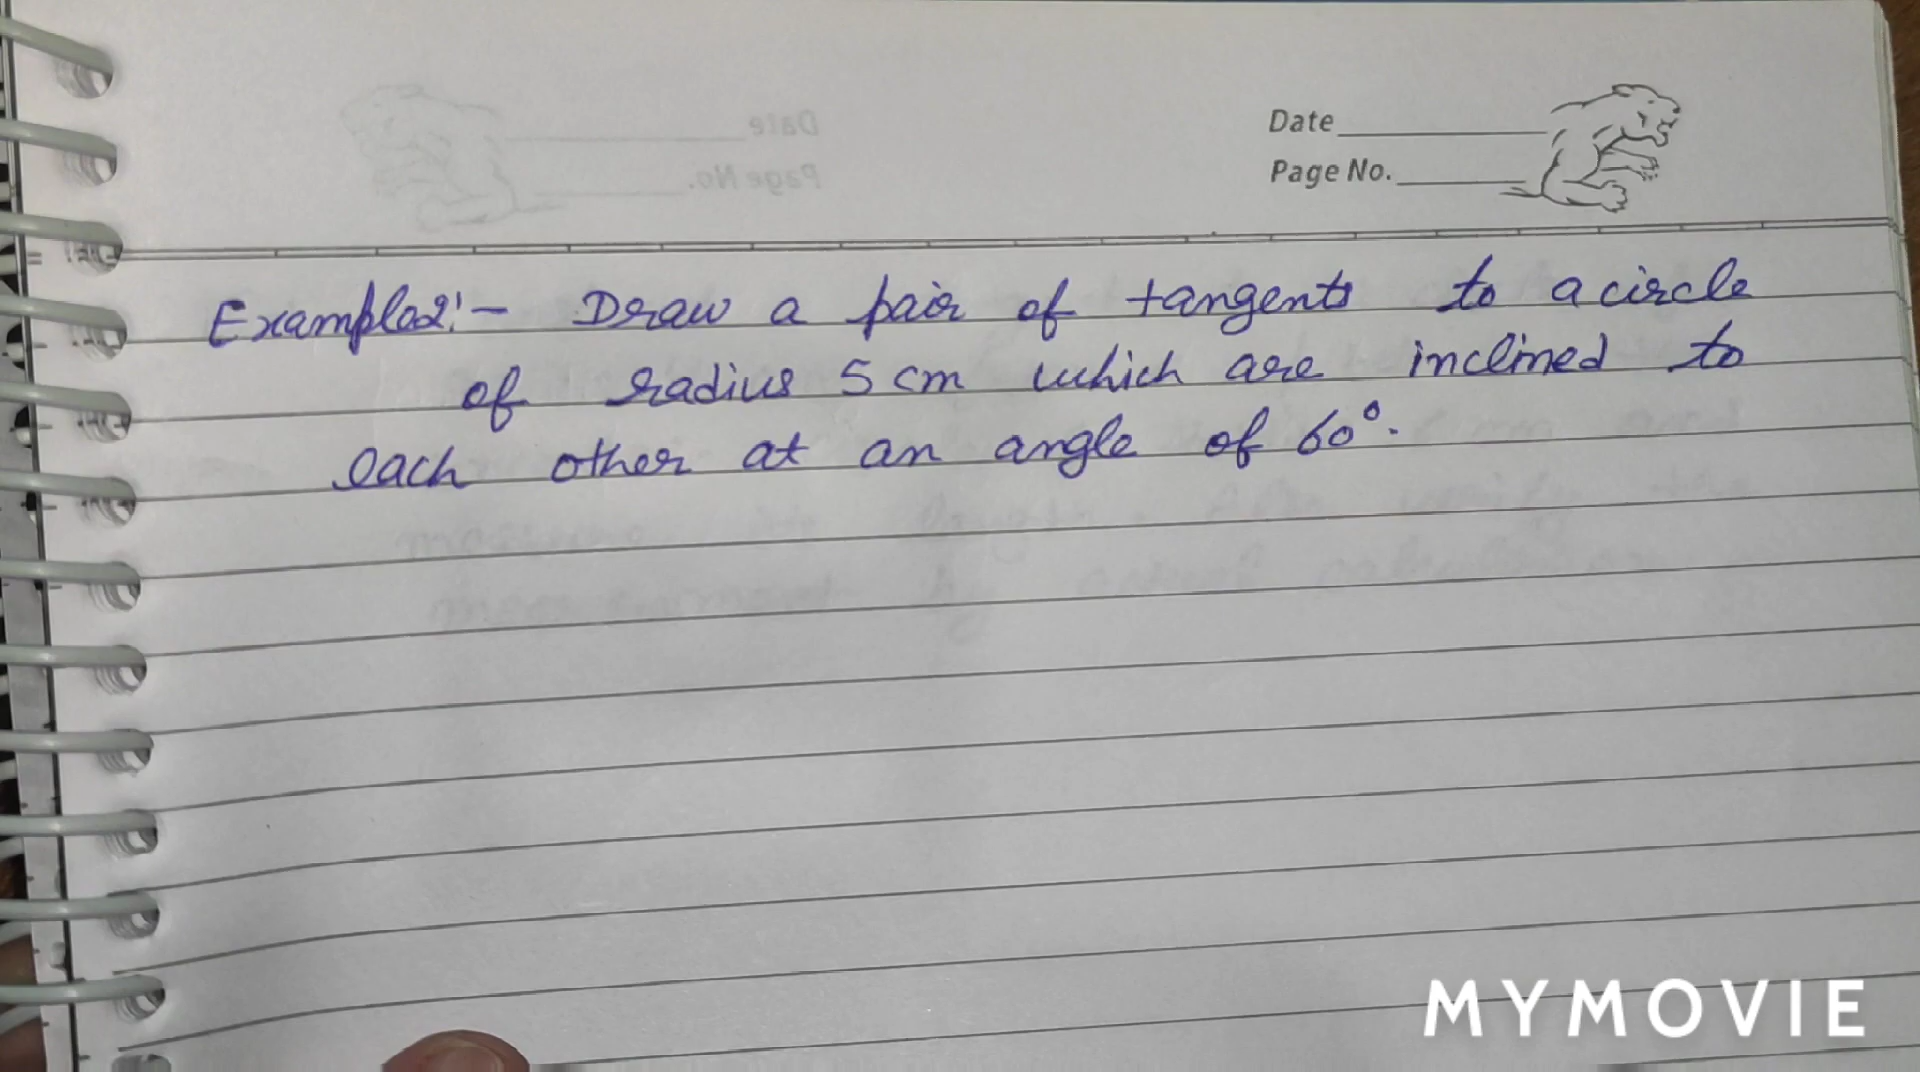 Date
Page No.
Example2:- Draw a pair of tangents to a circle
of radius 5 cm which are inclined to
each other at an angle of 60°.
MYMOVIE